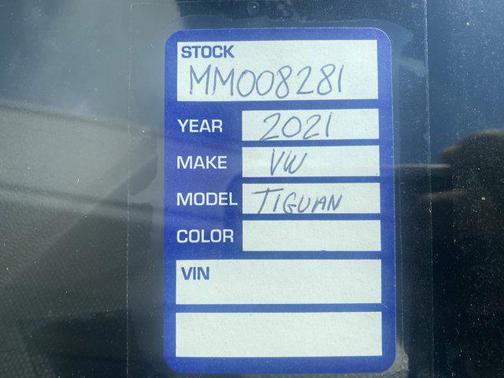 STOCK
MM008281
YEAR 2021
MAKE VW
MODEL TIGUAN
COLOR
VIN